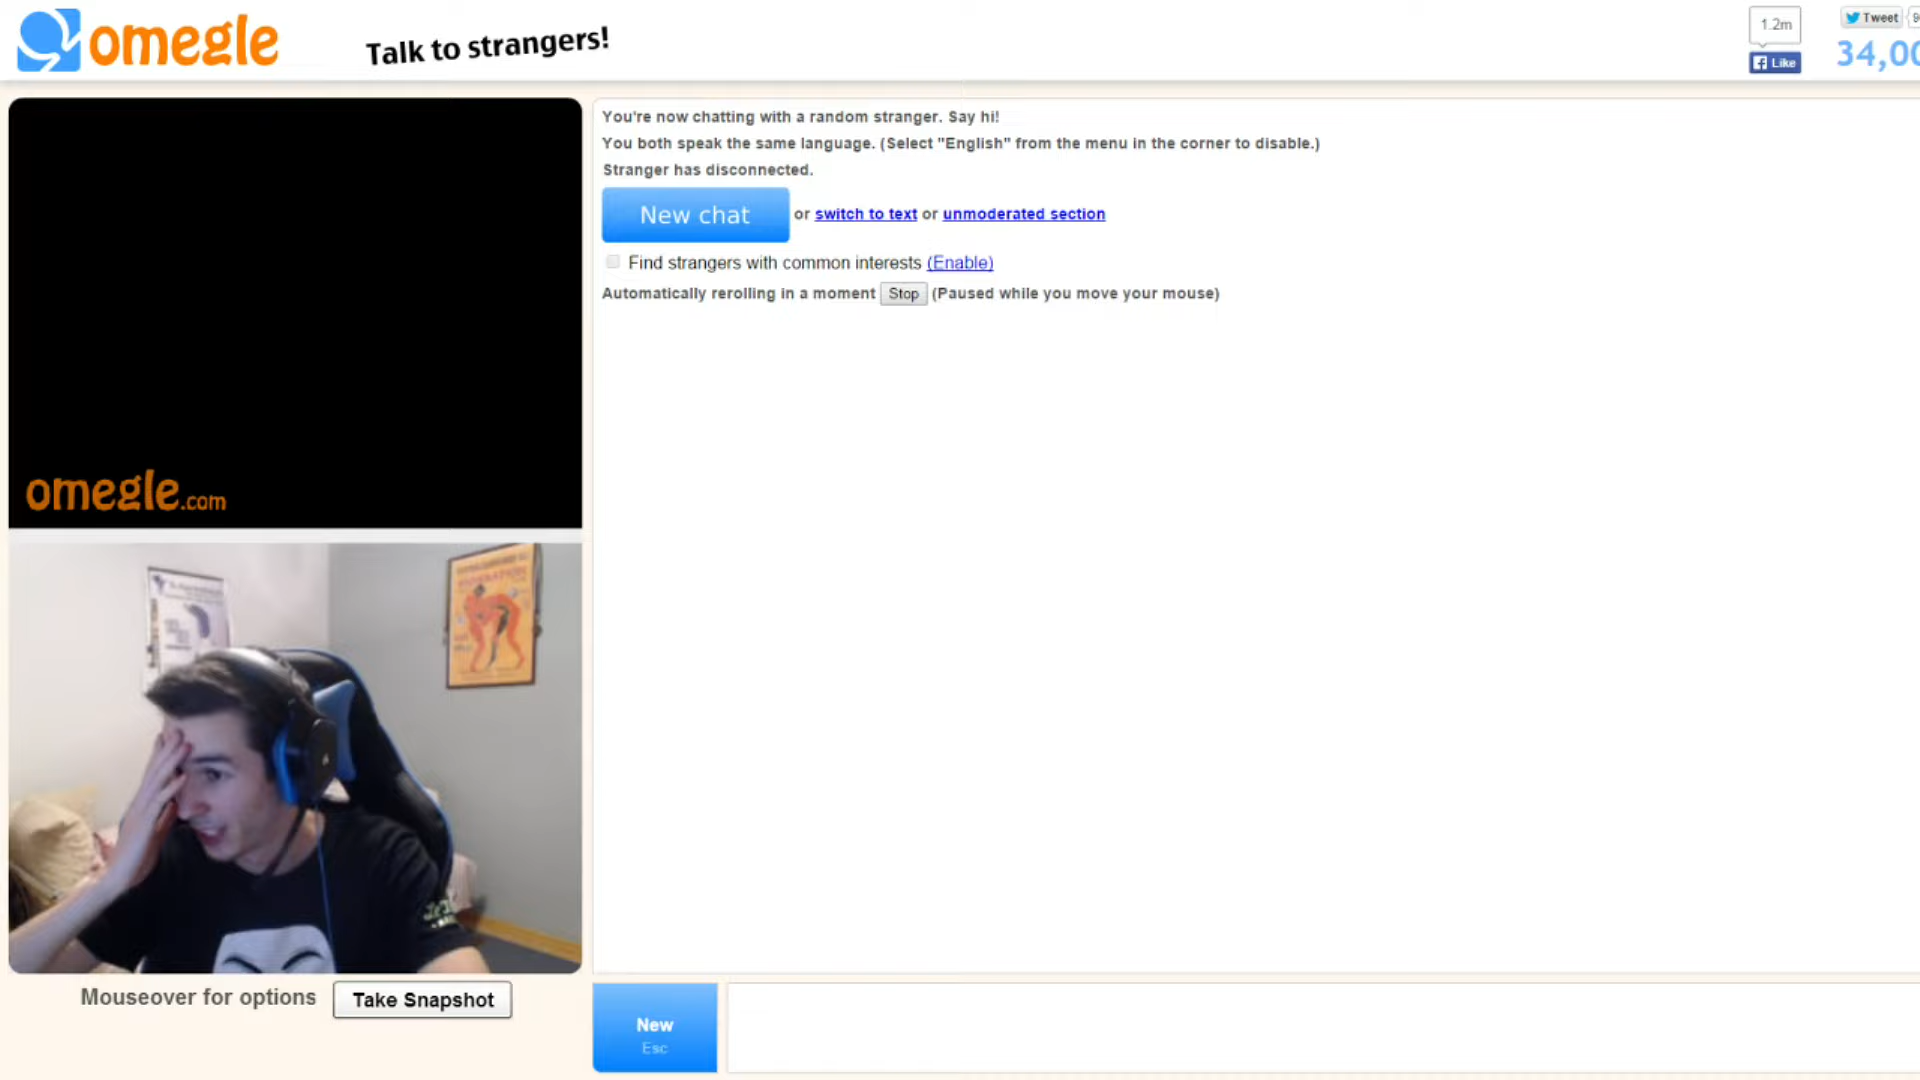 omegle
Talk to strangers!
1.2m
Like
Tweet
34,00
You're now chatting with a random stranger. Say hi!
You both speak the same language. (Select "English" from the menu in the corner to disable.)
Stranger has disconnected.
New chat or switch to text or unmoderated section
Find strangers with common interests (Enable)
Automatically rerolling in a moment Stop (Paused while you move your mouse)
omegle.com
Mouseover for options Take Snapshot
New
Esc